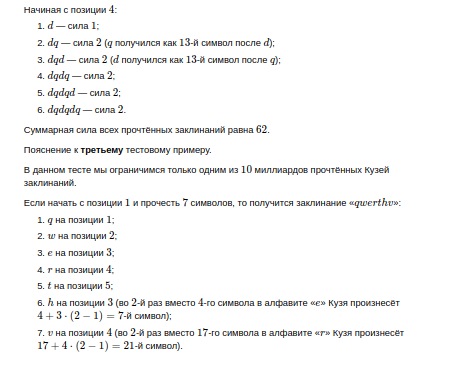 Начиная с позиции 4:
1. d — сила 1;
2. dq — сила 2 (q получился как 13-й символ после d);
3. dqd — сила 2 (d получился как 13-й символ после q);
4. dqdq — сила 2;
5. dqdqd — сила 2;
6. dqdqdq — сила 2.
Суммарная сила всех прочтённых заклинаний равна 62.
Пояснение к третьему тестовому примеру.
В данном тесте мы ограничимся только одним из 10 миллиардов прочтённых Кузей
заклинаний.
Если начать с позиции 1 и прочесть 7 символов, то получится заклинание «qwerthv»:
1. q на позиции 1;
2. w на позиции 2;
3. e на позиции 3;
4. r на позиции 4;
5. t на позиции 5;
6. h на позиции 3 (во 2-й раз вместо 4-го символа в алфавите «e» Кузя произнесёт
4 + 3 · (2 − 1) = 7-й символ);
7. v на позиции 4 (во 2-й раз вместо 17-го символа в алфавите «r» Кузя произнесёт
17 + 4 · (2 − 1) = 21-й символ).